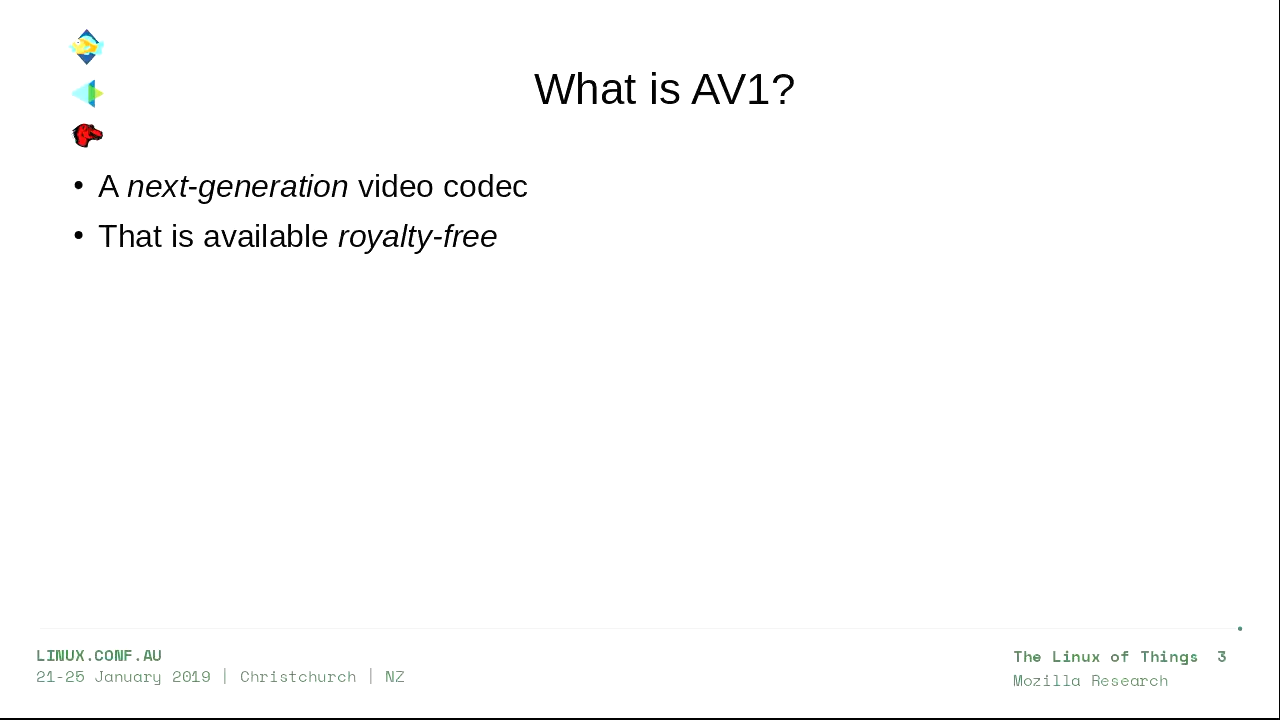 What is AV1?
• A next-generation video codec
• That is available royalty-free
LINUX.CONF.AU
21-25 January 2019 | Christchurch | NZ
The Linux of Things 3
Mozilla Research